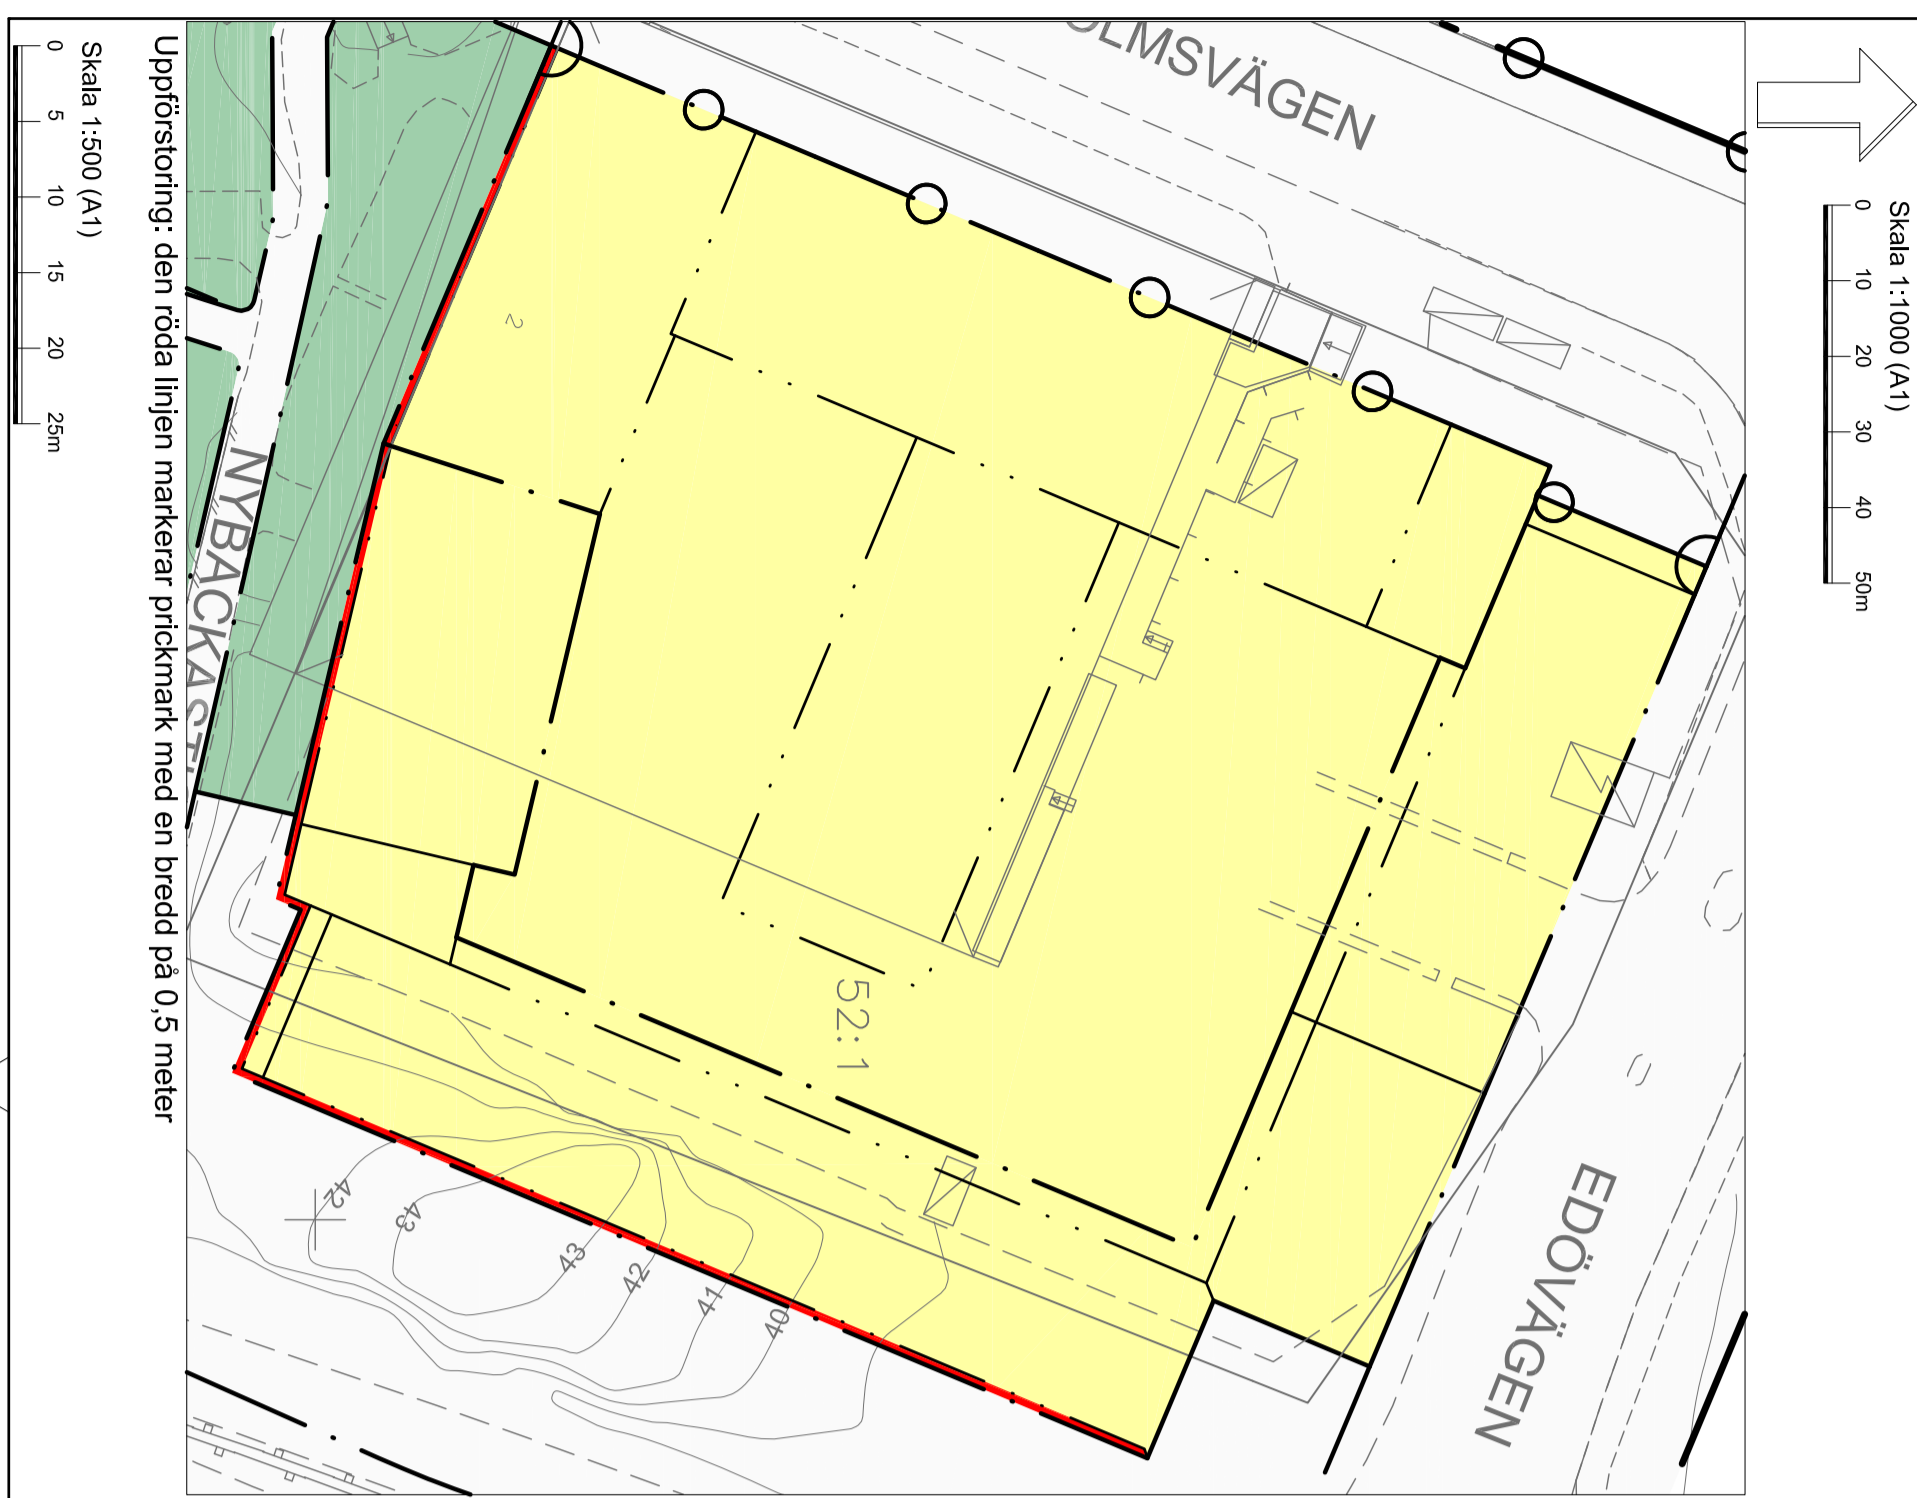 Skala 1:1000 (A1)
0 10 20 30 40 50m
OLMSVÄGEN
EDÖVÄGEN
2
52:1
NYBACKAST
42
43
43
42
41
40
Uppförstoring: den röda linjen markerar prickmark med en bredd på 0,5 meter
Skala 1:500 (A1)
0 5 10 15 20 25m